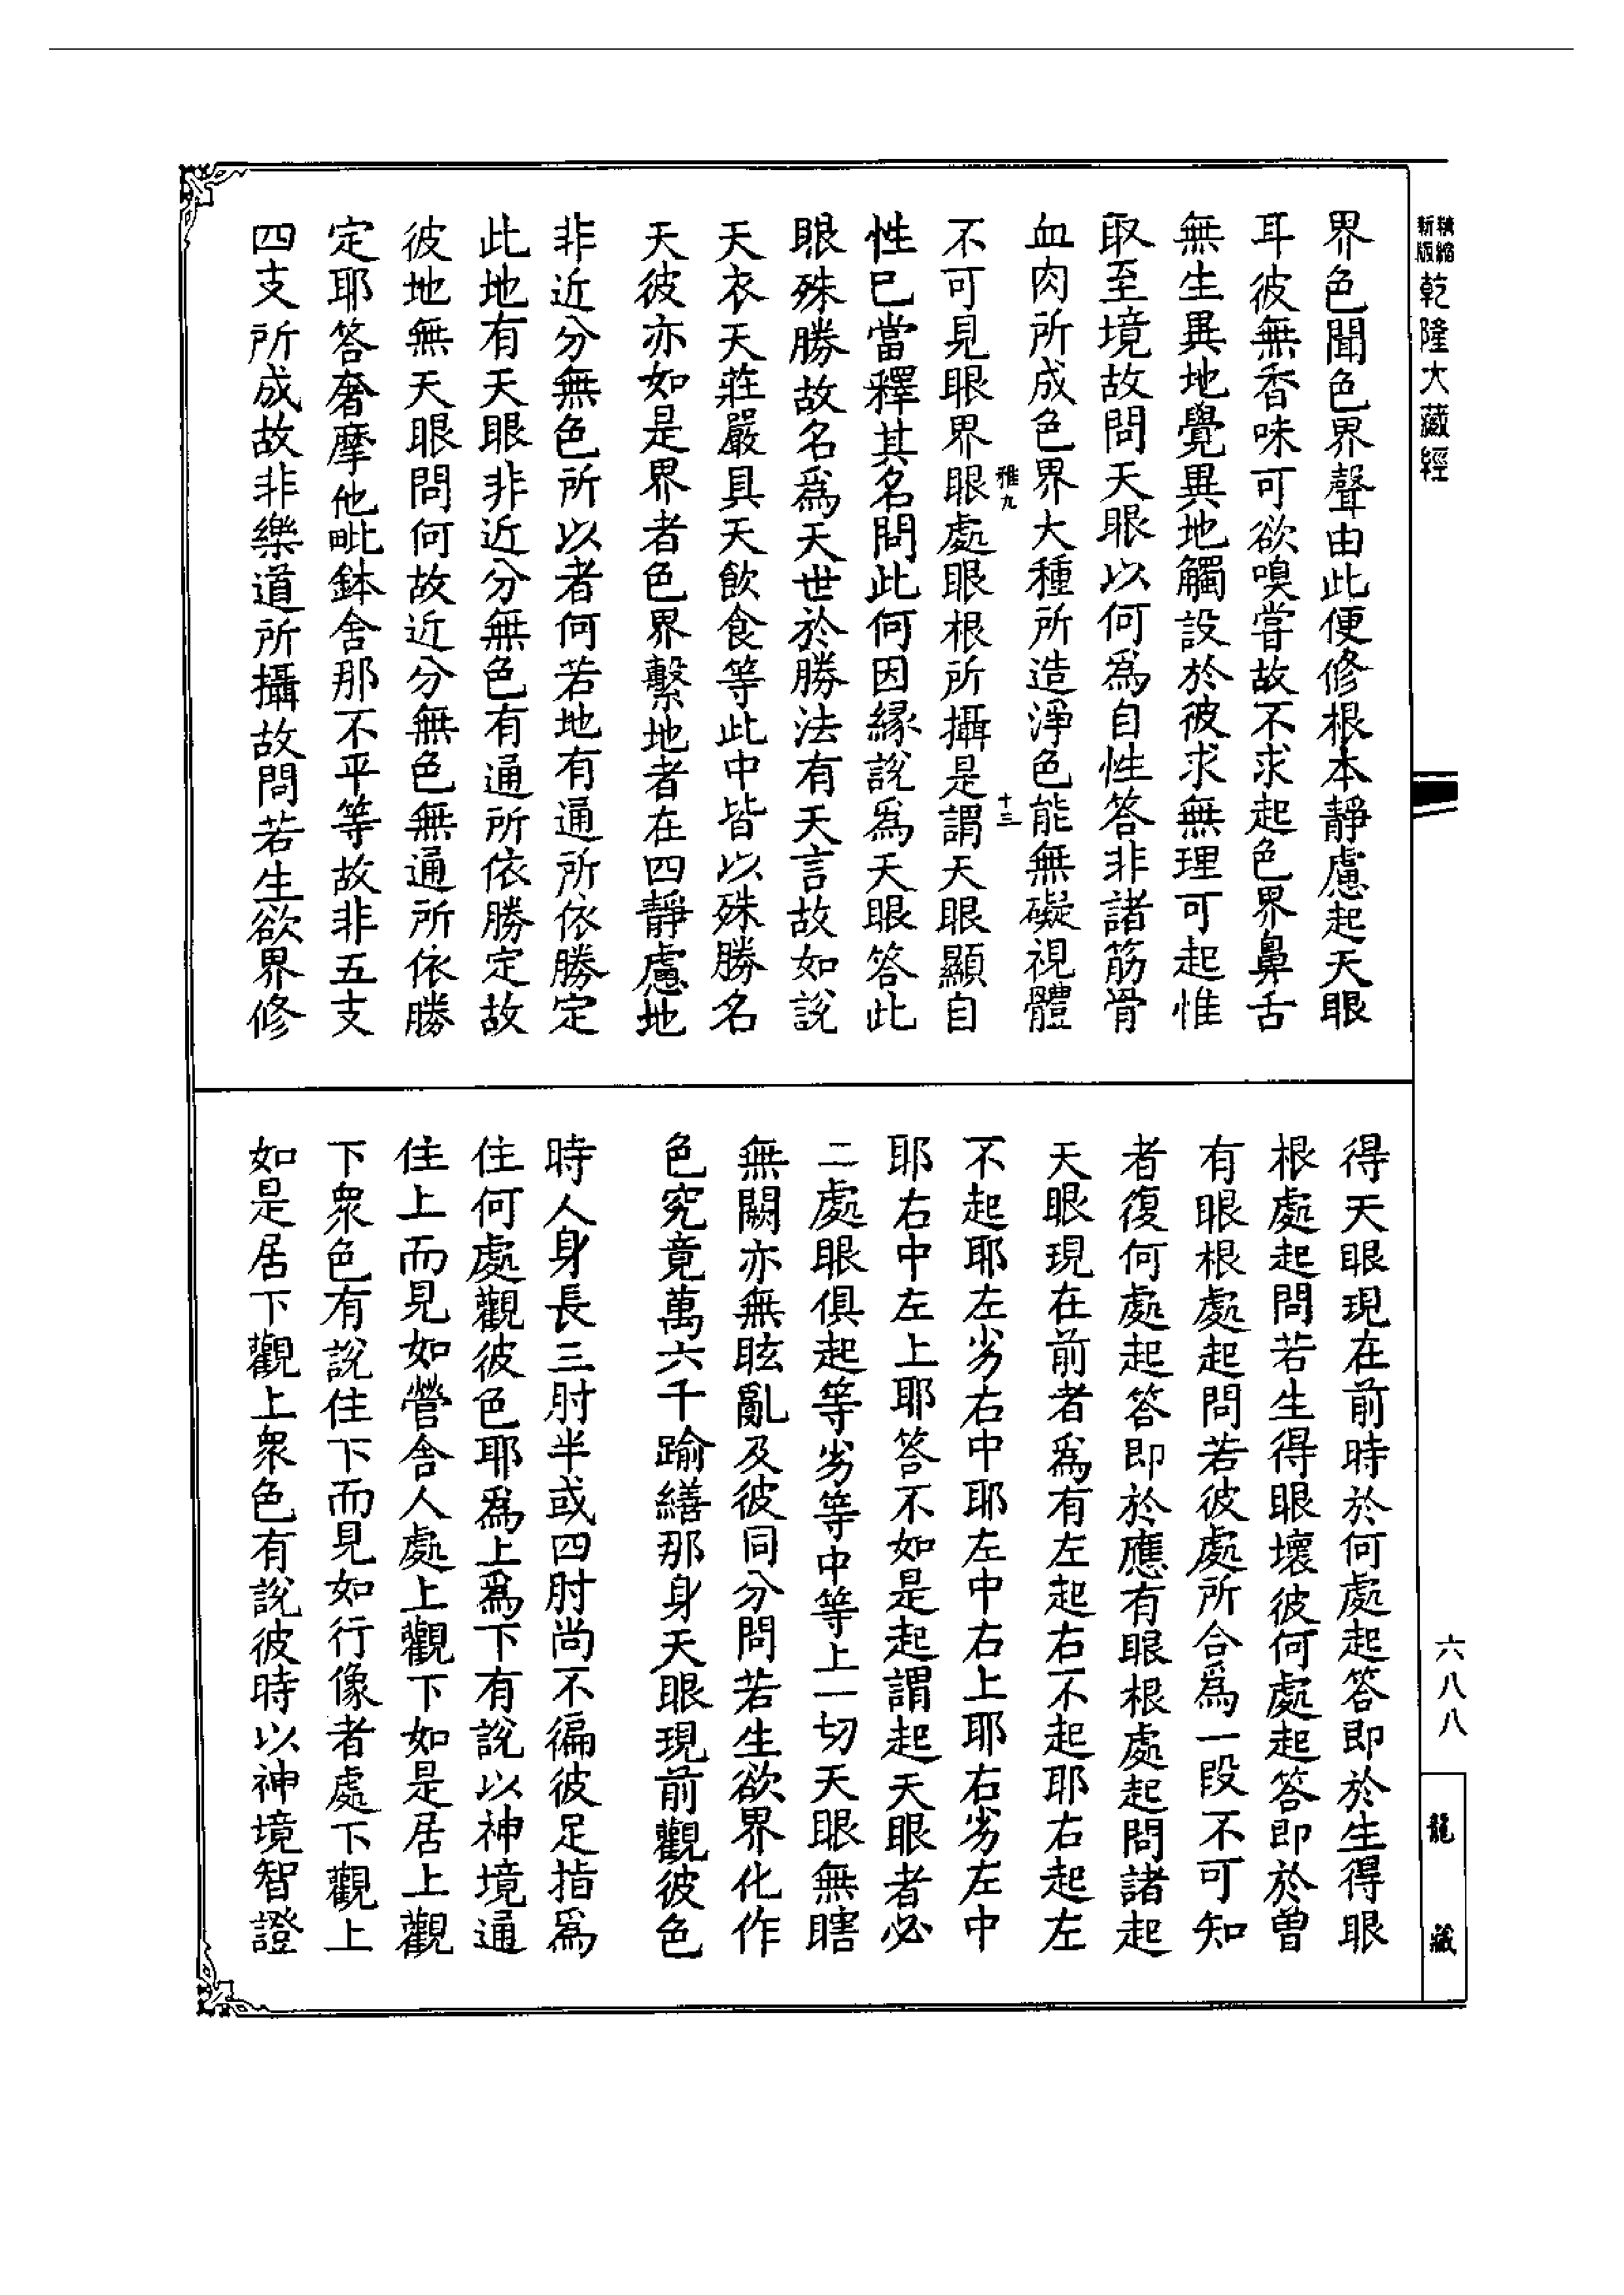 精縮
新版
乾隆大藏經
界色聞色界聲由此便修根本靜慮起天眼
耳彼無香味可欲嗅嘗故不求起色界鼻舌
無生異地覺異地觸設於彼求無理可起惟
取至境故問天眼以何爲自性答非諸筋骨
血肉所成色界大種所造淨色能無礙視體
雅九
十三
不可見眼界眼處眼根所攝是謂天眼顯自
性巳當釋其名問此何因緣說爲天眼答此
眼殊勝故名爲天世於勝法有天言故如說
天衣天莊嚴具天飲食等此中皆以殊勝名
天彼亦如是界者色界繫地者在四靜慮地
非近分無色所以者何若地有通所依勝定
此地有天眼非近分無色有通所依勝定故
彼地無天眼問何故近分無色無通所依勝
定耶答奢摩他毗鉢舍那不平等故非五支
四支所成故非樂道所攝故問若生欲界修
得天眼現在前時於何處起答即於生得眼
根處起問若生得眼壞彼何處起答即於曾
有眼根處起問若彼處所合爲一段不可知
者復何處起答即於應有眼根處起問諸起
天眼現在前者爲有左起右不起耶右起左
不起耶左劣右中耶左中右上耶右劣左中
耶右中左上耶答不如是起謂起天眼者必
二處眼俱起等劣等中等上一切天眼無瞎
無闕亦無眩亂及彼同分問若生欲界化作
色究竟萬六千踰繕那身天眼現前觀彼色
時人身長三肘半或四肘尚不徧彼足指爲
住何處觀彼色耶爲上爲下有說以神境通
住上而見如營舍人處上觀下如是居上觀
下眾色有說住下而見如行像者處下觀上
如是居下觀上眾色有說彼時以神境智證
六八八
龍藏